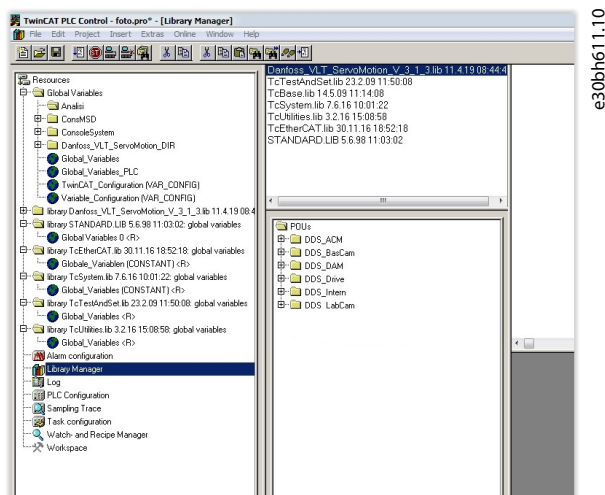 TwinCAT PLC Control - foto.pro* - [Library Manager]
File Edit Project Insert Extras Online Window Help
Resources
Global Variables
Analisi
ConsMSD
ConsoleSystem
Danfoss_VLT_ServoMotion_DIR
Global_Variables
Global_Variables_PLC
TwinCAT_Configuration (VAR_CONFIG)
Variable_Configuration (VAR_CONFIG)
library Danfoss_VLT_ServoMotion_V_3_1_3.lib 11.4.19 08:4
library STANDARD.LIB 5.6.98 11:03:02: global variables
Global Variables 0 <R>
library TcEtherCAT.lib 30.11.16 18:52:18: global variables
Globale_Variablen (CONSTANT) <R>
library TcSystem.lib 7.6.16 10:01:22: global variables
Global_Variables (CONSTANT) <R>
library TcTestAndSet.lib 23.2.09 11:50:08: global variables
Global_Variables <R>
library TcUtilities.lib 3.2.16 15:08:58: global variables
Global_Variables <R>
Alarm configuration
Library Manager
Log
PLC Configuration
Sampling Trace
Task configuration
Watch- and Recipe Manager
Workspace
Danfoss_VLT_ServoMotion_V_3_1_3.lib 11.4.19 08:44:4
TcTestAndSet.lib 23.2.09 11:50:08
TcBase.lib 14.5.09 11:14:08
TcSystem.lib 7.6.16 10:01:22
TcUtilities.lib 3.2.16 15:08:58
TcEtherCAT.lib 30.11.16 18:52:18
STANDARD.LIB 5.6.98 11:03:02
POUs
DDS_ACM
DDS_BasCam
DDS_DAM
DDS_Drive
DDS_Intern
DDS_LabCam
e30bh611.10